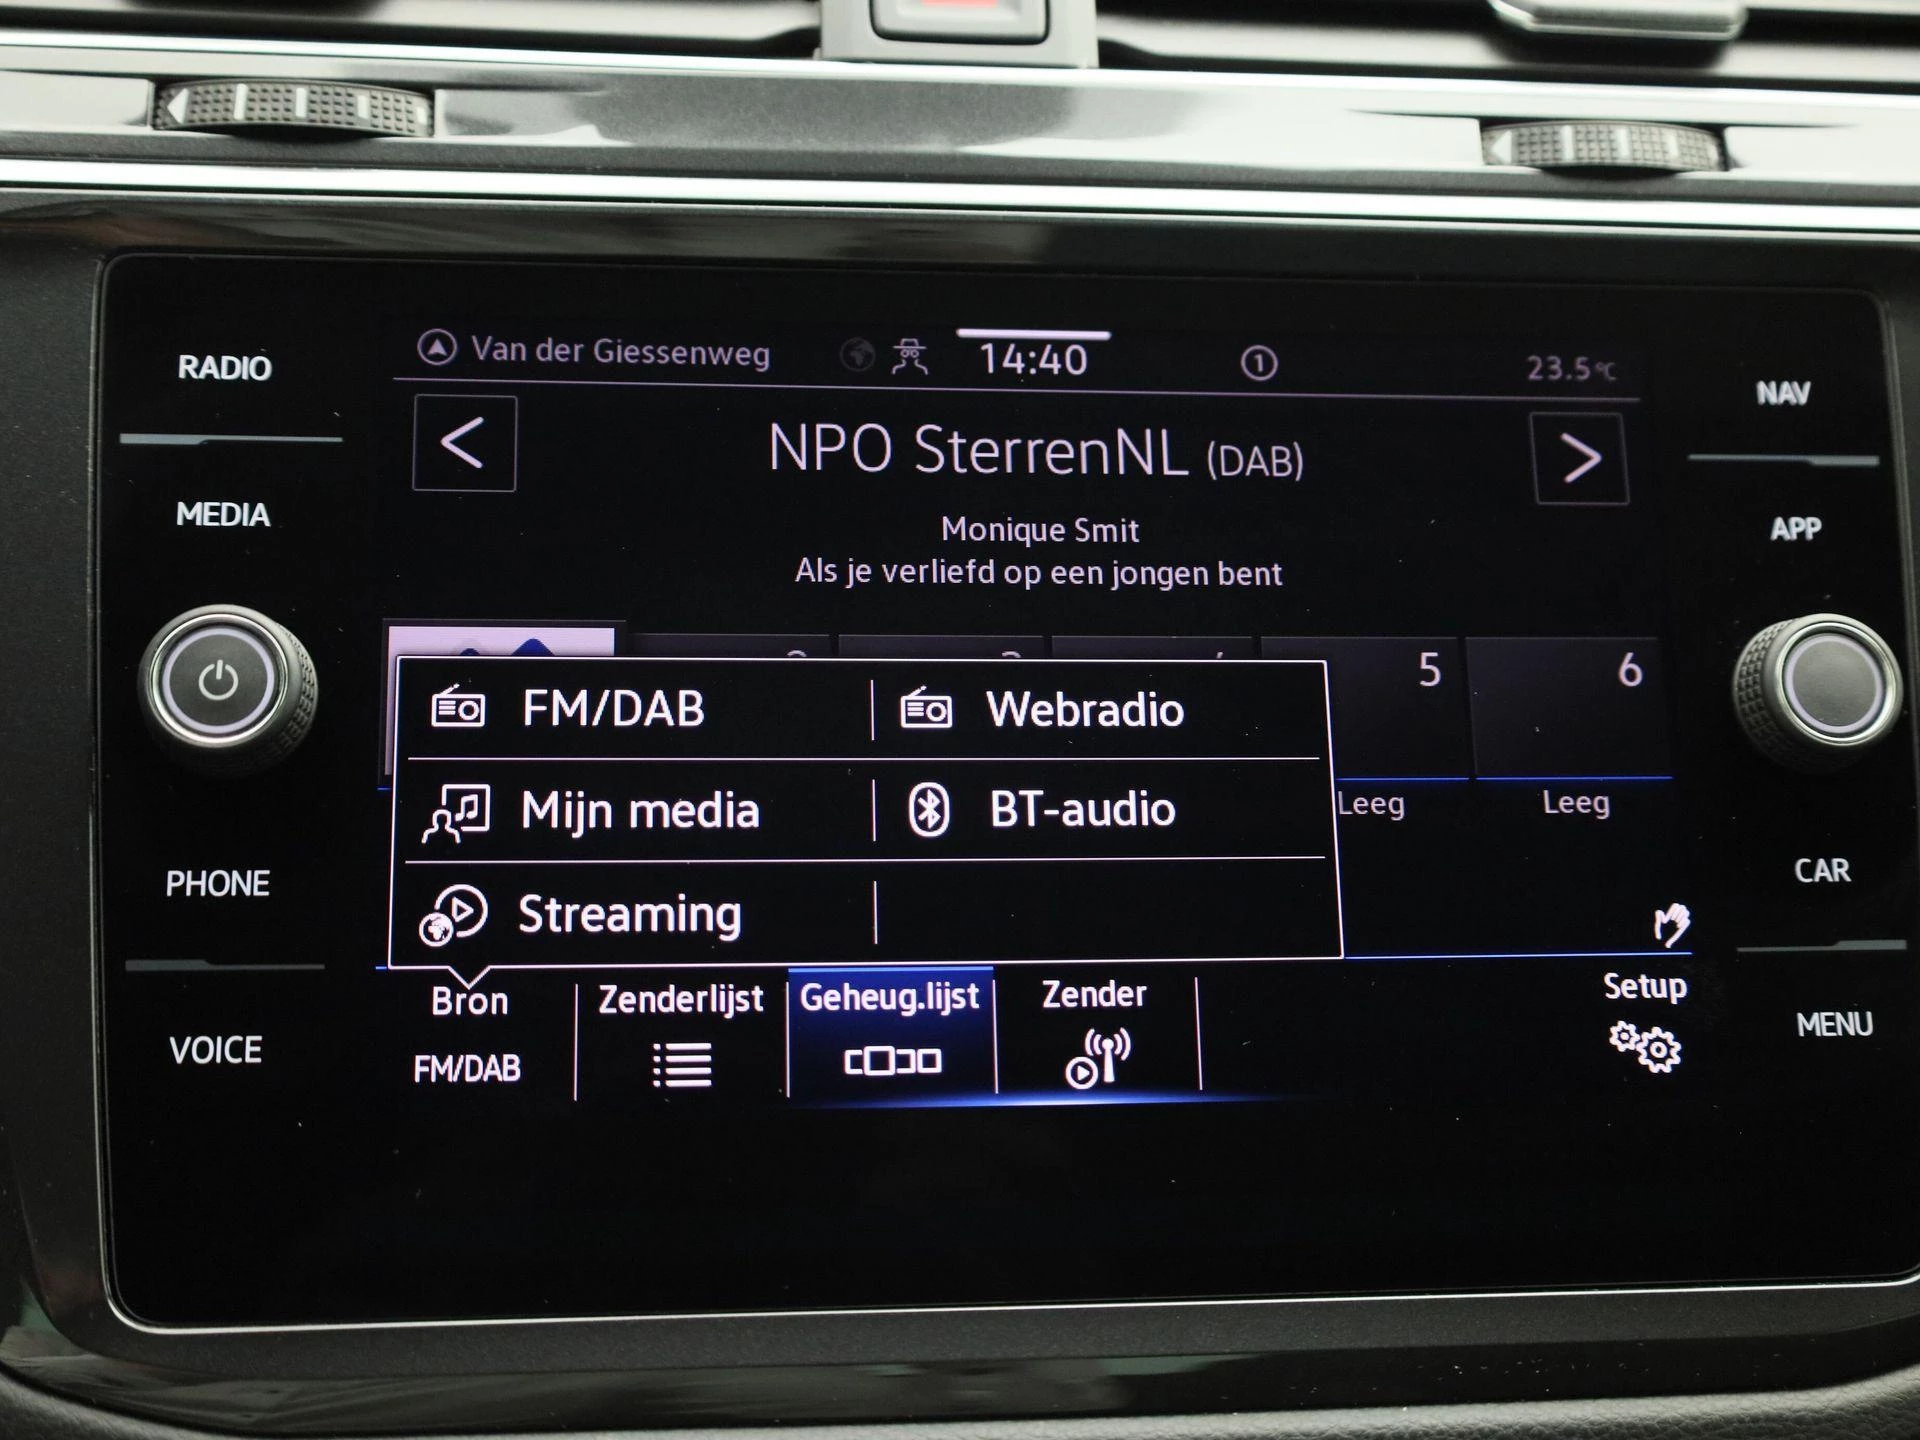 RADIO
MEDIA
PHONE
VOICE
Van der Giessenweg
14:40
1
23.5°C
NPO SterrenNL (DAB)
Monique Smit
Als je verliefd op een jongen bent
5
6
FM/DAB
Webradio
Mijn media
BT-audio
Streaming
Leeg
Leeg
Bron
FM/DAB
Zenderlijst
Geheug.lijst
Zender
Setup
NAV
APP
CAR
MENU